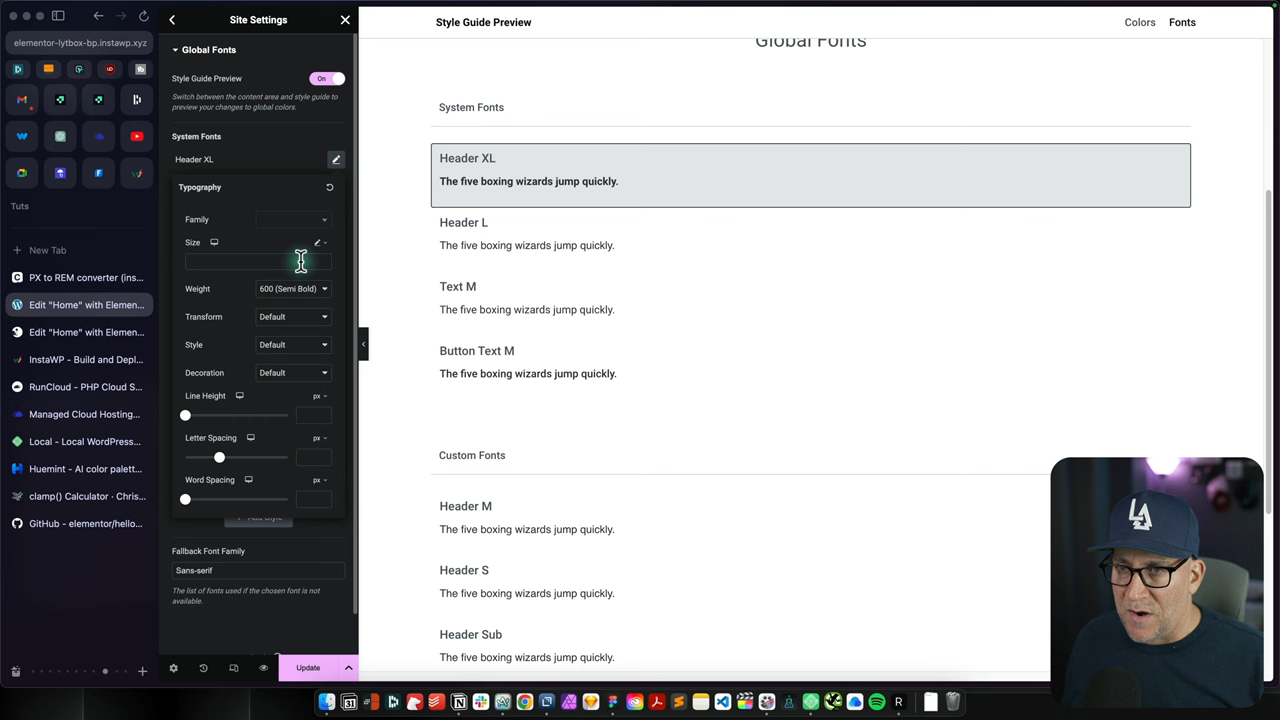 elementor-lytbox-bp.instawp.xyz
Tuts
New Tab
PX to REM converter (ins...
Edit "Home" with Elemen...
Edit "Home" with Elemen...
InstaWP - Build and Depl...
RunCloud - PHP Cloud S...
Managed Cloud Hosting...
Local - Local WordPress...
Huemint - AI color palett...
clamp() Calculator · Chris...
GitHub - elementor/hello...
Site Settings
Global Fonts
Style Guide Preview
On
Switch between the content area and style guide to
preview your changes to global colors.
System Fonts
Header XL
Typography
Family
Size
Weight
600 (Semi Bold)
Transform
Default
Style
Default
Decoration
Default
Line Height
px
Letter Spacing
px
Word Spacing
px
Fallback Font Family
Sans-serif
The list of fonts used if the chosen font is not
available.
Update
Style Guide Preview
Colors
Fonts
Global Fonts
System Fonts
Header XL
The five boxing wizards jump quickly.
Header L
The five boxing wizards jump quickly.
Text M
The five boxing wizards jump quickly.
Button Text M
The five boxing wizards jump quickly.
Custom Fonts
Header M
The five boxing wizards jump quickly.
Header S
The five boxing wizards jump quickly.
Header Sub
The five boxing wizards jump quickly.
LA